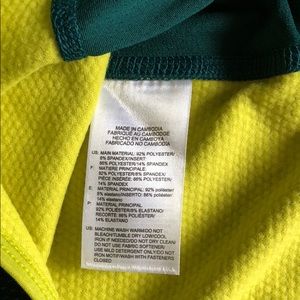 MADE IN CAMBODIA
FABRIQUÉ AU CAMBODGE
HECHO EN CAMBOYA
FABRICADO NO CAMBOJA
US: MAIN MATERIAL: 92% POLYESTER/
8% SPANDEX/INSERT:
86% POLYESTER/14% SPANDEX
F: MATIERE PRINCIPALE:
92% POLYESTER/8% SPANDEX/
PIÈCE INSÉRÉE: 86% POLYESTER/
14% SPANDEX
E: MATERIAL PRINCIPAL: 92% poliéster/
8% elastano/INSERTO: 86% poliéster/
14% elastano
P: MATERIAL PRINCIPAL:
92% POLIÉSTER/8% ELASTANO/
RECORTE: 86% POLIÉSTER/
14% ELASTANO
US: MACHINE WASH WARM/DO NOT
BLEACH/TUMBLE DRY LOW/COOL
IRON IF NEEDED/DO NOT DRY CLEAN/
DO NOT USE FABRIC SOFTENER/
USE MILD DETERGENT ONLY/DO NOT
IRON MOTIF/WASH WITH FASTENERS
CLOSED